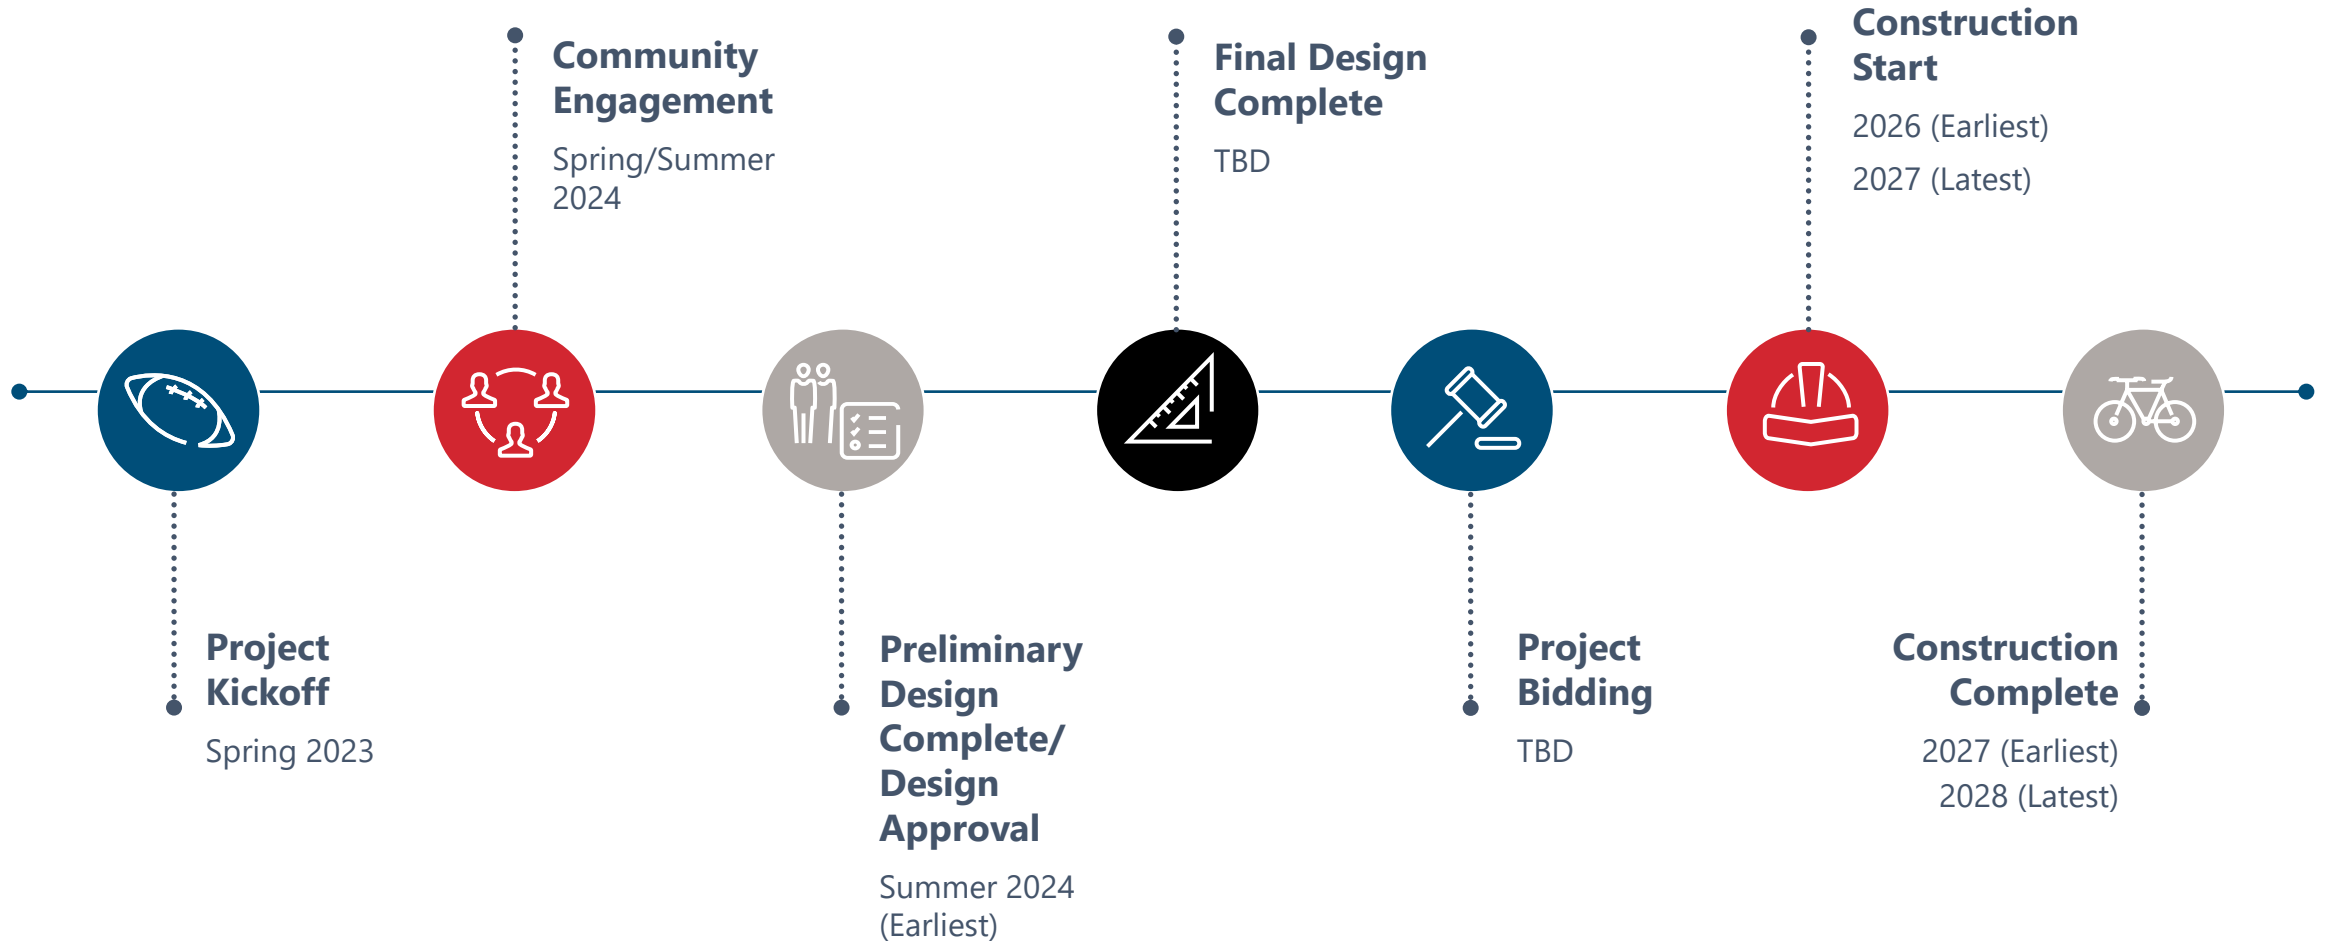 Project
Kickoff
Spring 2023
Community
Engagement
Spring/Summer
2024
Preliminary
Design
Complete/
Design
Approval
Summer 2024
(Earliest)
Final Design
Complete
TBD
Project
Bidding
TBD
Construction
Start
2026 (Earliest)
2027 (Latest)
Construction
Complete
2027 (Earliest)
2028 (Latest)